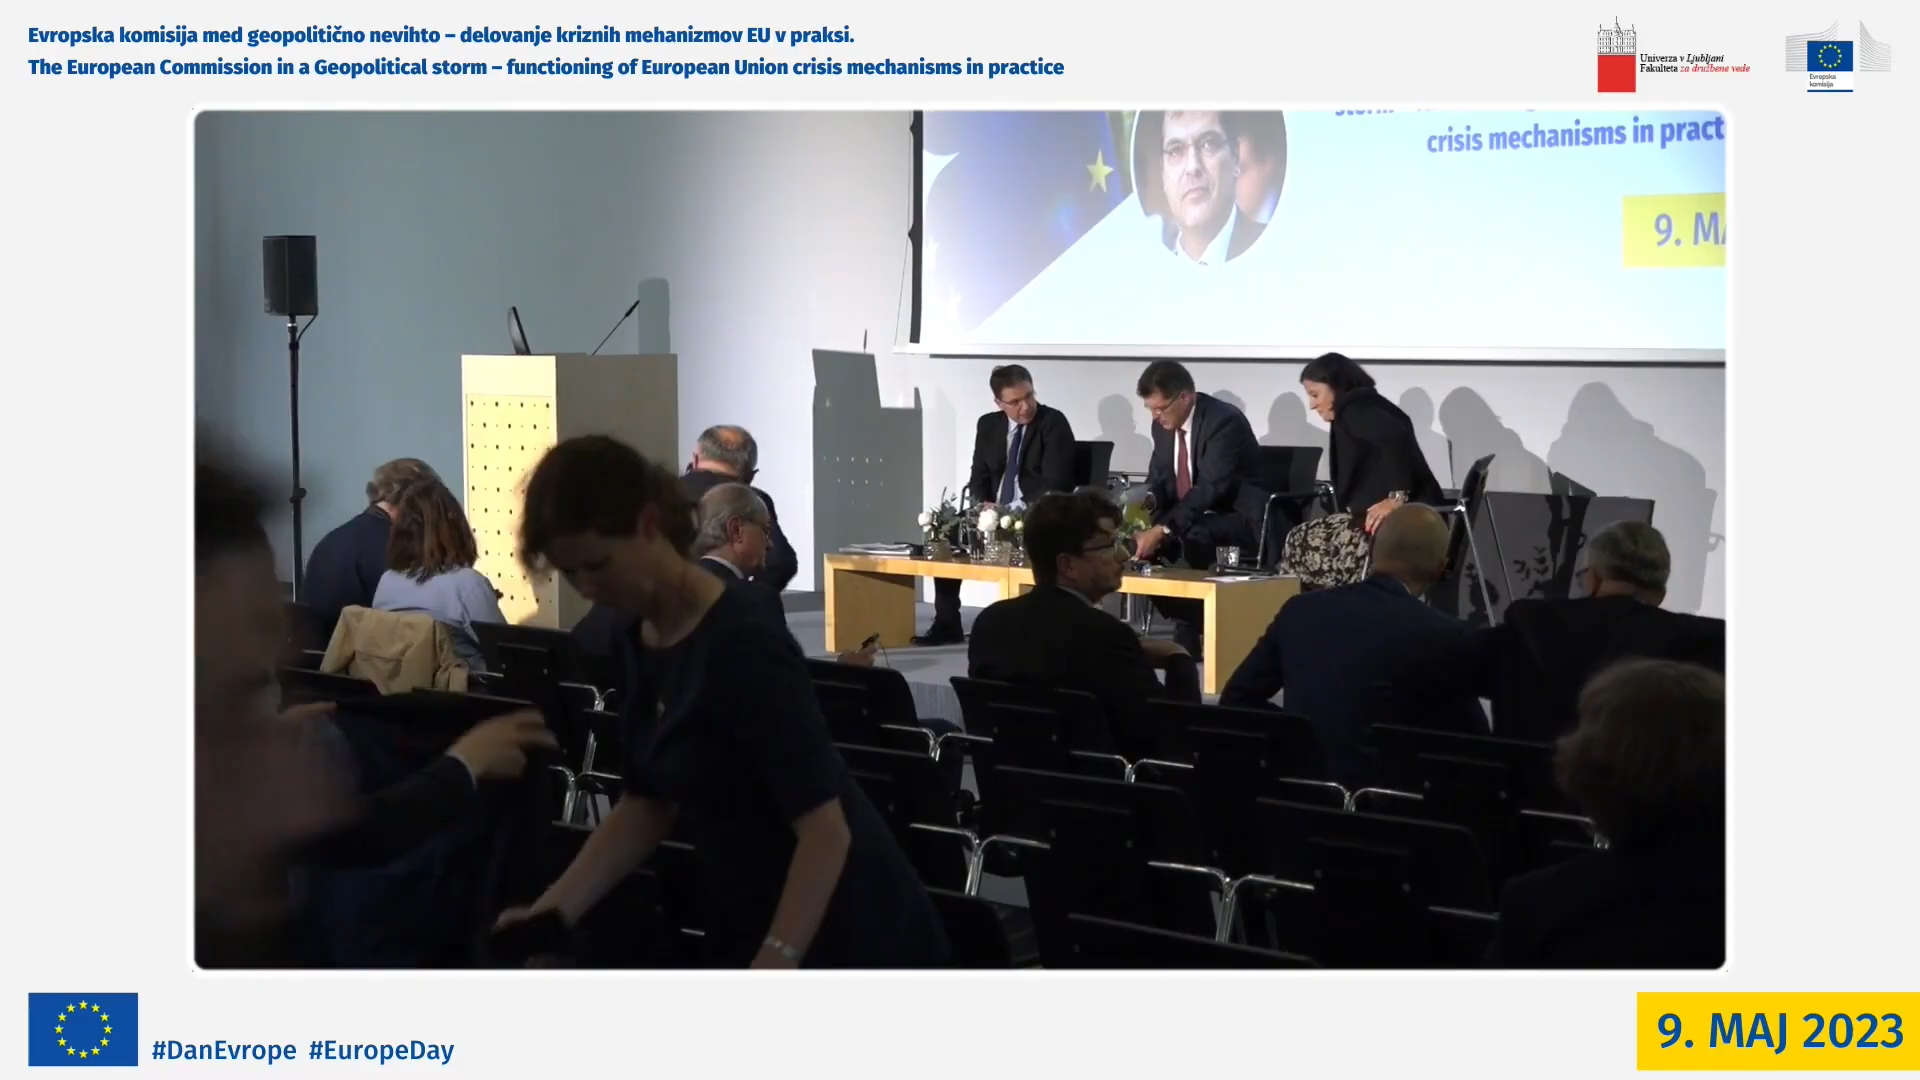 Evropska komisija med geopolitično nevihto – delovanje kriznih mehanizmov EU v praksi.
The European Commission in a Geopolitical storm – functioning of European Union crisis mechanisms in practice
Univerza v Ljubljani
Fakulteta za družbene vede
Evropska
komisija
crisis mechanisms in pract
9. MA
#DanEvrope #EuropeDay
9. MAJ 2023